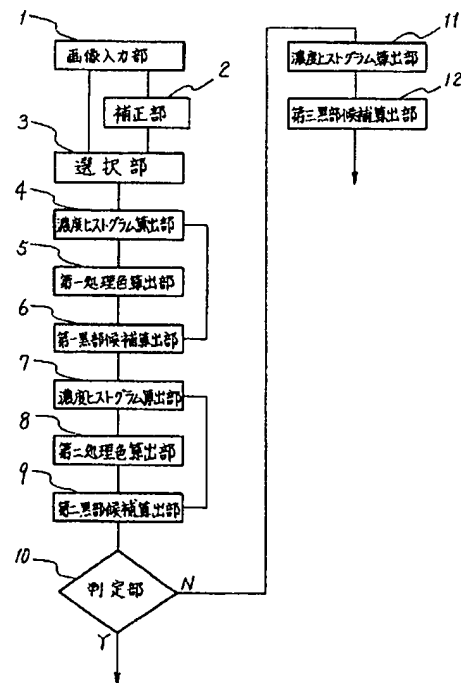 1
画像入力部
2
補正部
3
選択部
4
濃度ヒストグラム算出部
5
第一処理色算出部
6
第一黒部候補算出部
7
濃度ヒストグラム算出部
8
第二処理色算出部
9
第二黒部候補算出部
10
判定部
N
Y
11
濃度ヒストグラム算出部
12
第三黒部候補算出部